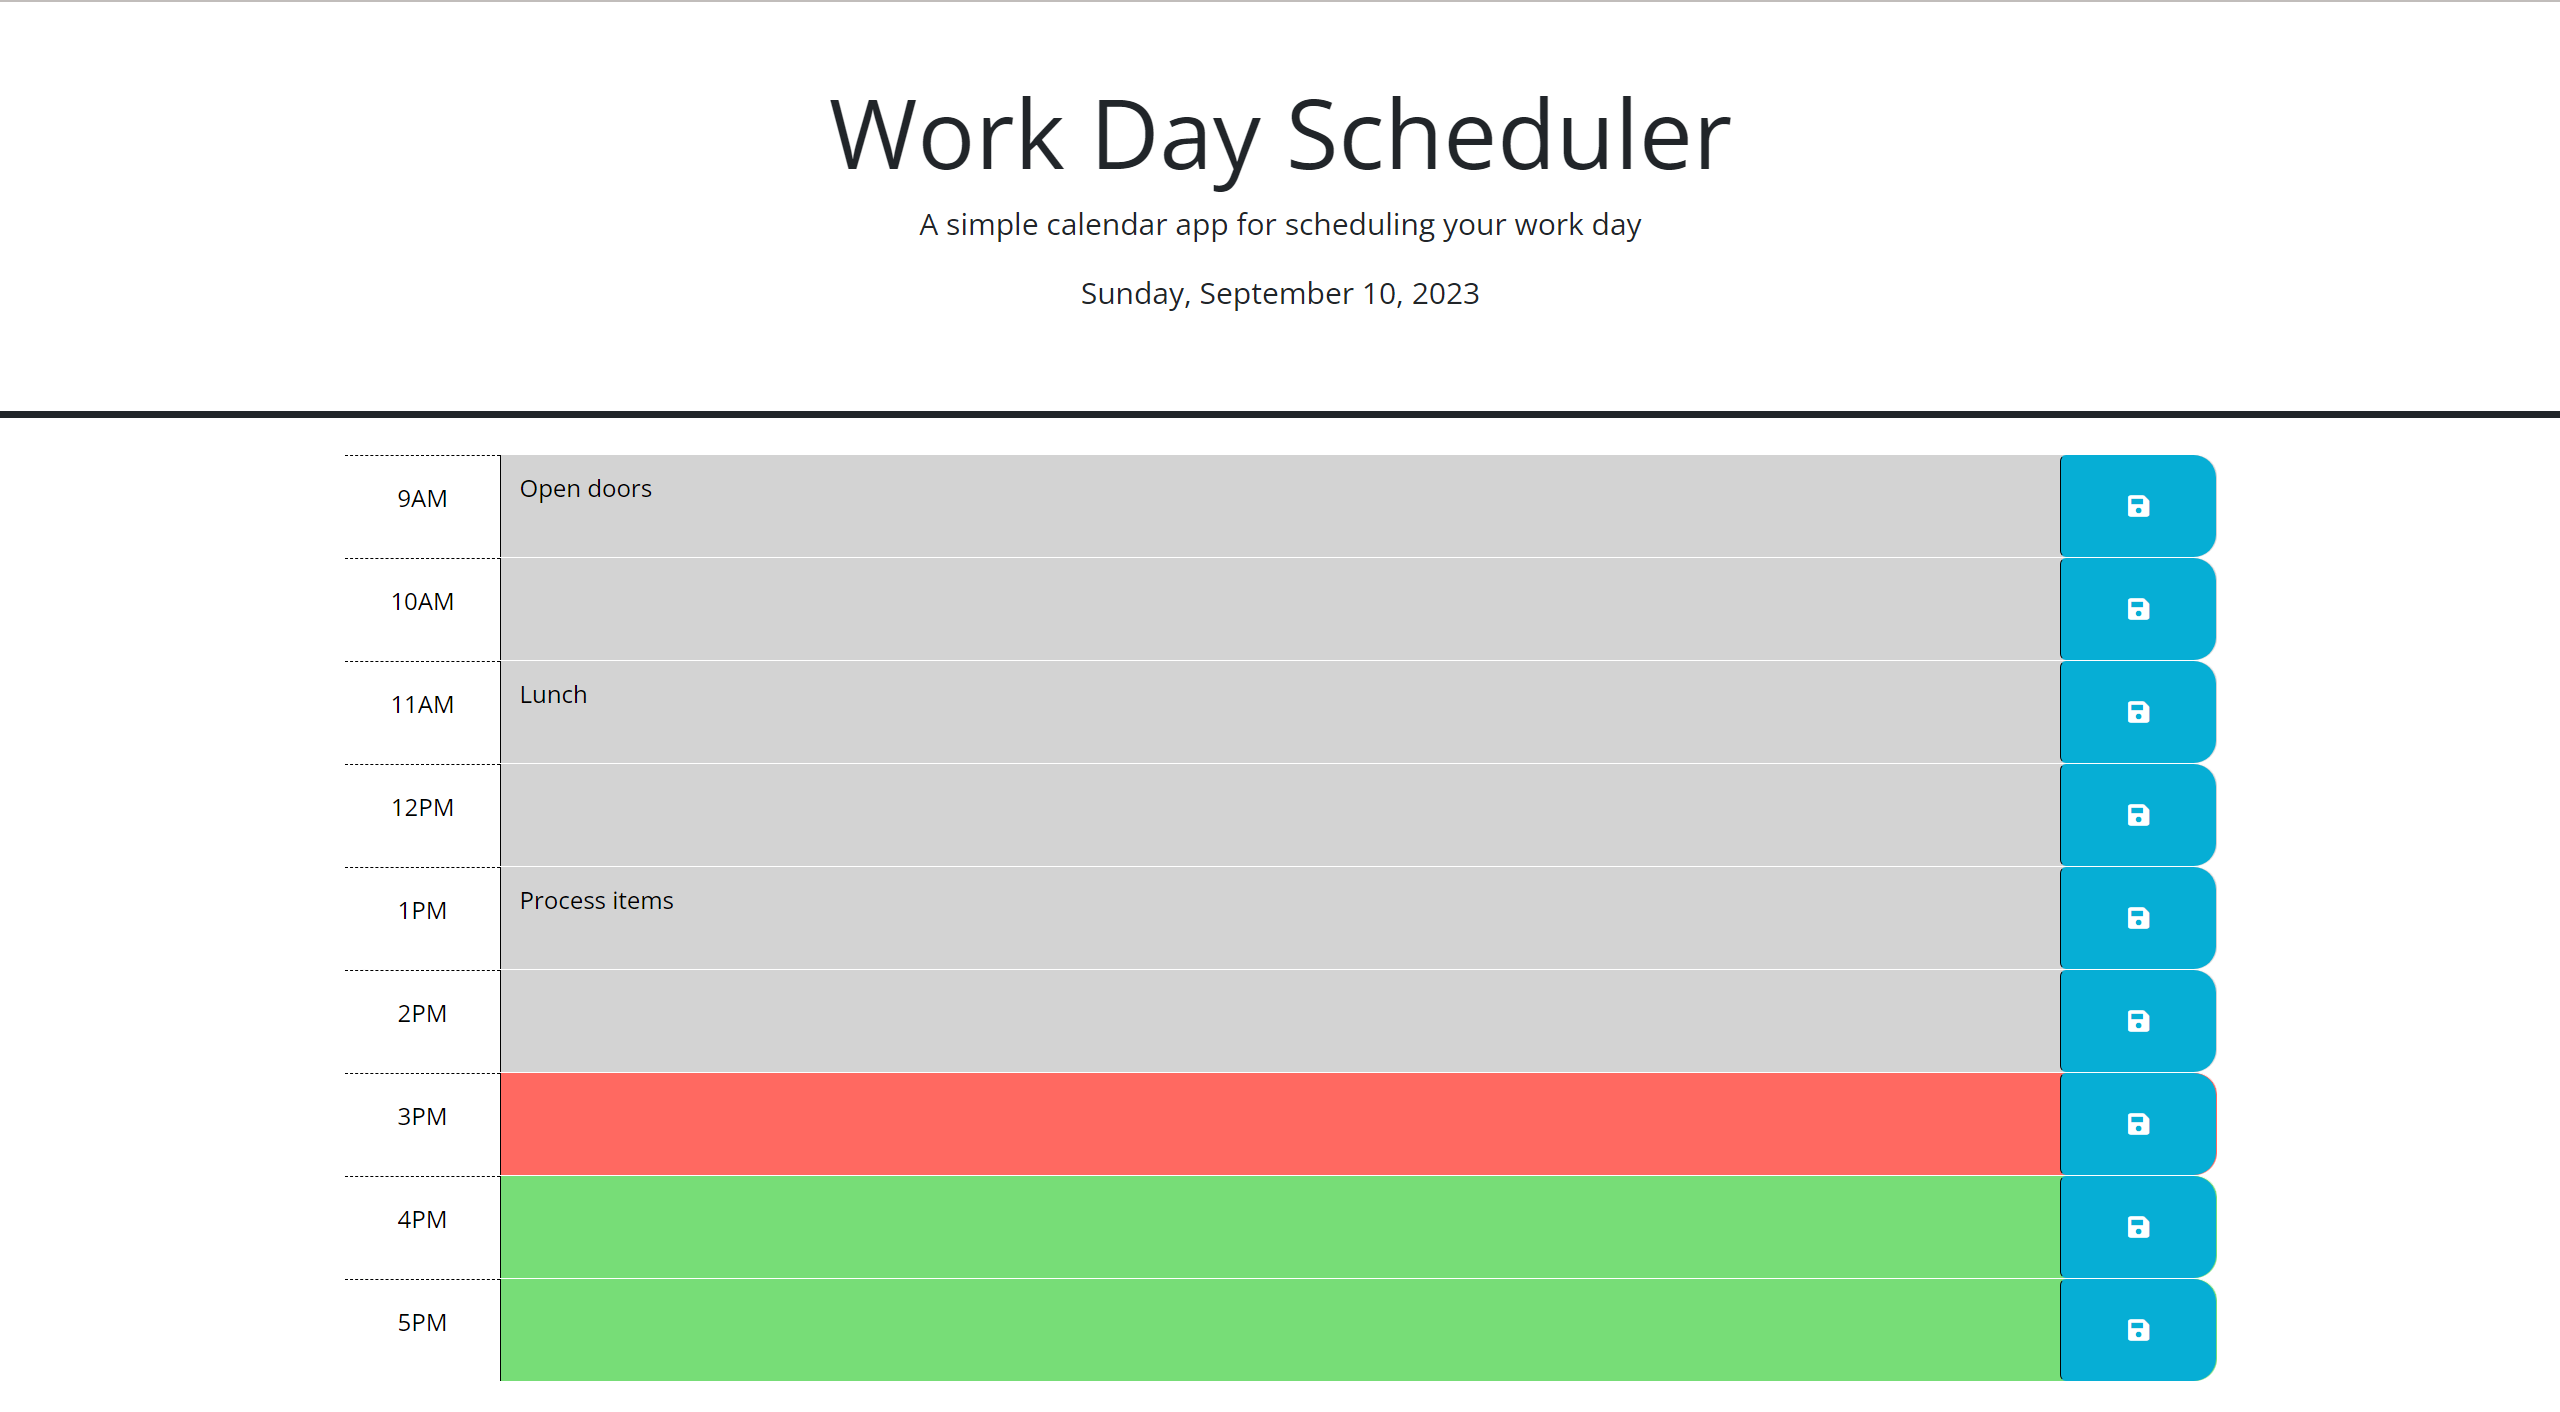 Work Day Scheduler
A simple calendar app for scheduling your work day
Sunday, September 10, 2023
9AM
Open doors
10AM
11AM
Lunch
12PM
1PM
Process items
2PM
3PM
4PM
5PM